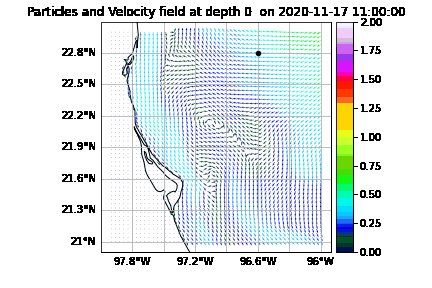 Particles and Velocity field at depth 0 on 2020-11-17 11:00:00
22.8°N
22.5°N
22.2°N
21.9°N
21.6°N
21.3°N
21°N
97.8°W
97.2°W
96.6°W
96°W
2.00
1.75
1.50
1.25
1.00
0.75
0.50
0.25
0.00